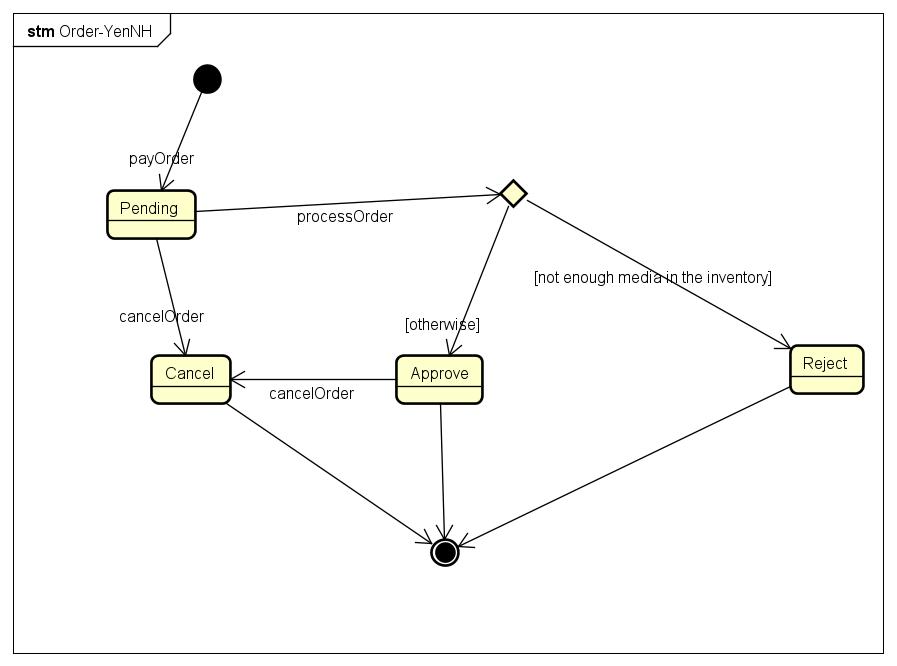 stm Order-YenNH
payOrder
Pending
processOrder
[not enough media in the inventory]
cancelOrder
[otherwise]
Cancel
Approve
Reject
cancelOrder